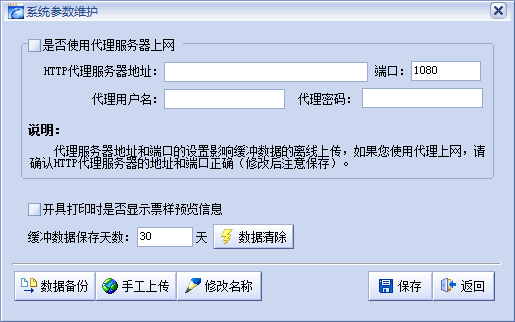 系统参数维护
是否使用代理服务器上网
HTTP代理服务器地址：  端口：1080
代理用户名：  代理密码：
说明：
代理服务器地址和端口的设置影响缓冲数据的离线上传，如果您使用代理上网，请
确认HTTP代理服务器的地址和端口正确（修改后注意保存）。
开具打印时是否显示票样预览信息
缓冲数据保存天数：30 天 数据清除
数据备份 手工上传 修改名称 保存 返回